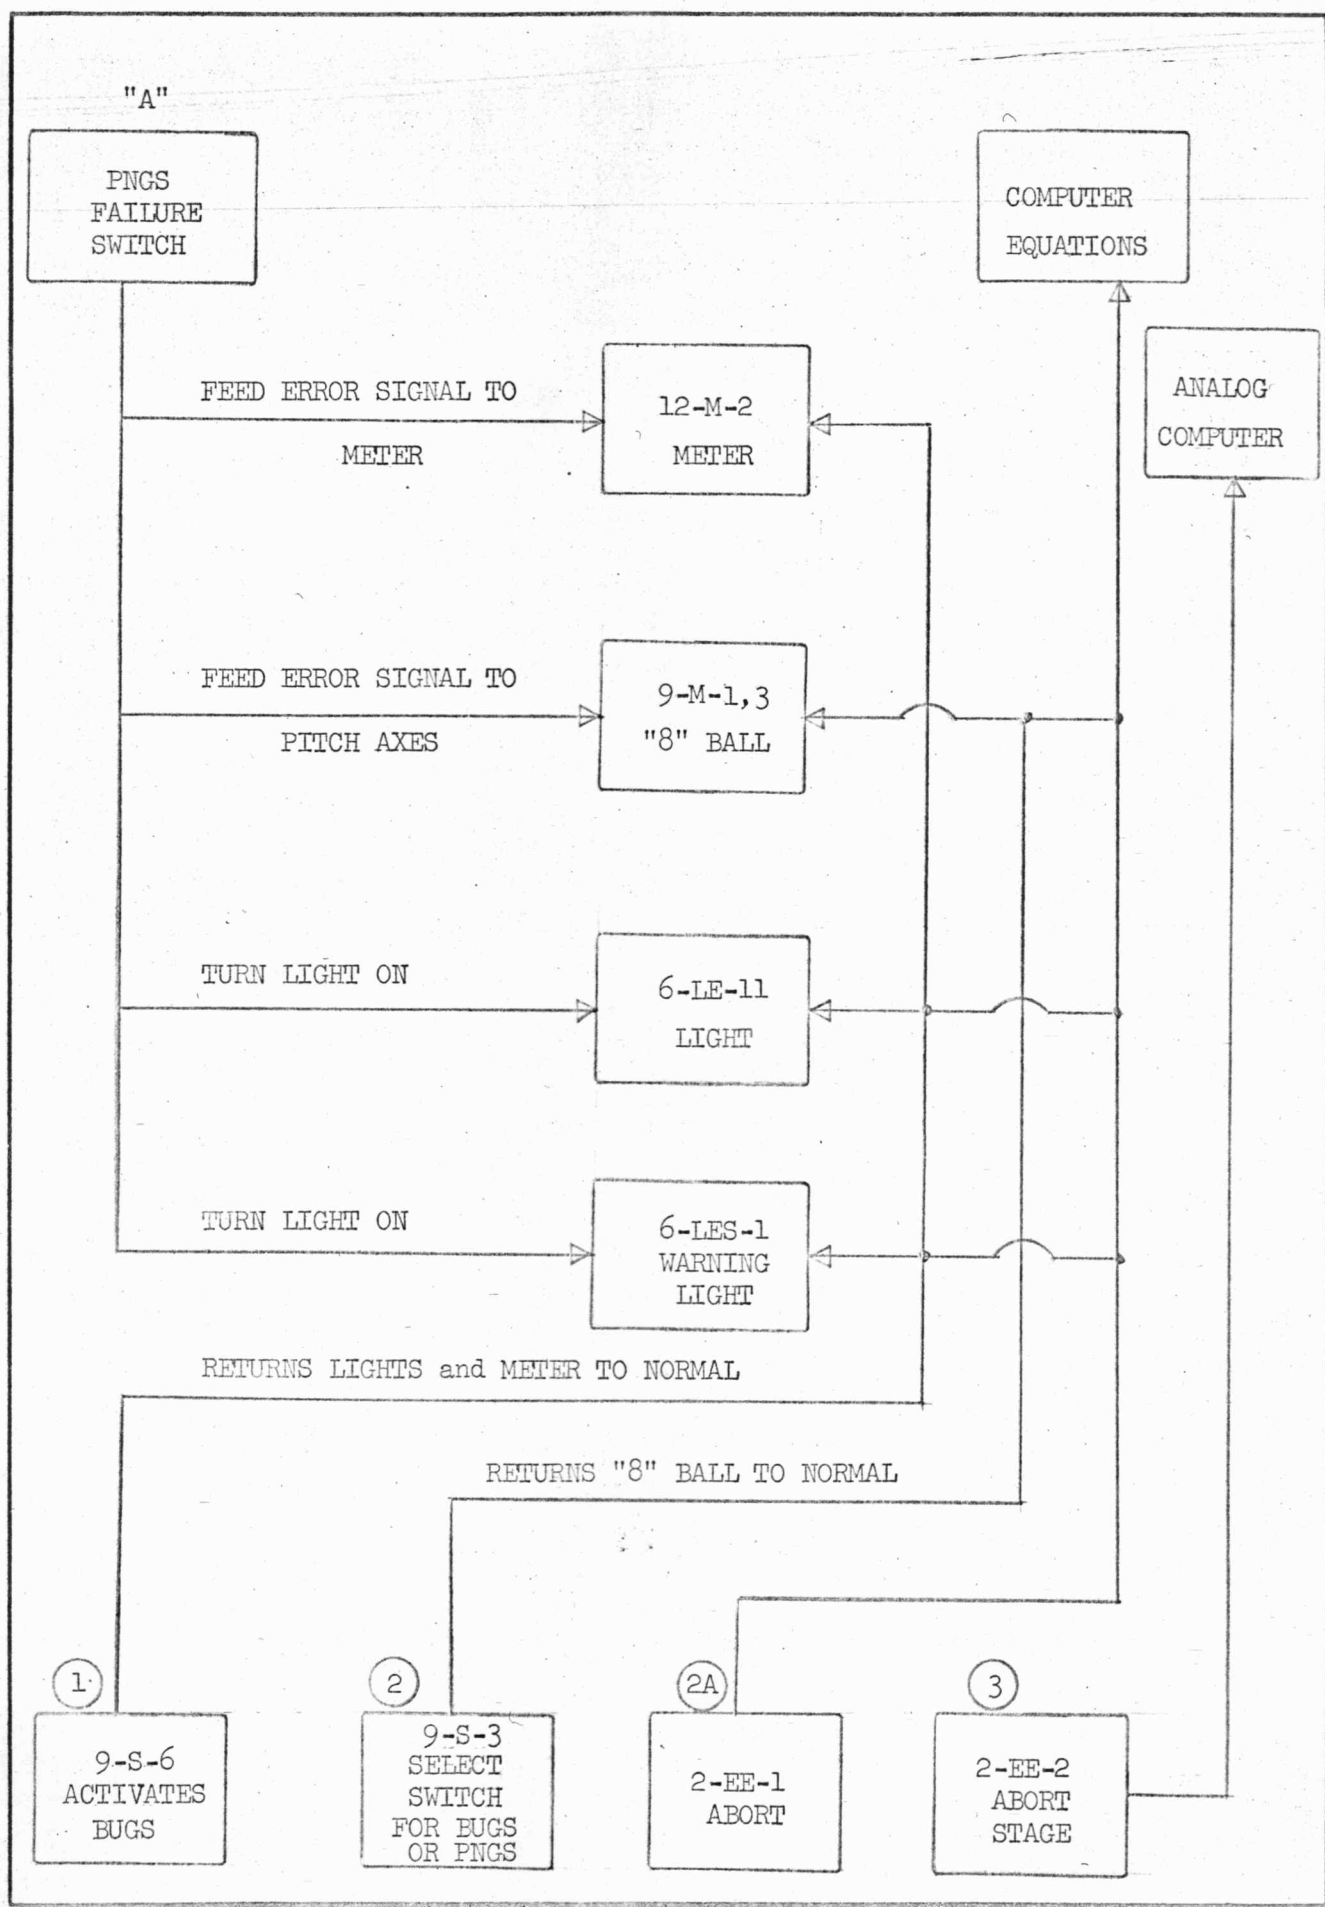 "A"
PNGS
FAILURE
SWITCH
COMPUTER
EQUATIONS
ANALOG
COMPUTER
FEED ERROR SIGNAL TO
METER
12-M-2
METER
FEED ERROR SIGNAL TO
PITCH AXES
9-M-1,3
"8" BALL
TURN LIGHT ON
6-LE-11
LIGHT
TURN LIGHT ON
6-LES-1
WARNING
LIGHT
RETURNS LIGHTS and METER TO NORMAL
RETURNS "8" BALL TO NORMAL
1
9-S-6
ACTIVATES
BUGS
2
9-S-3
SELECT
SWITCH
FOR BUGS
OR PNGS
2A
2-EE-1
ABORT
3
2-EE-2
ABORT
STAGE